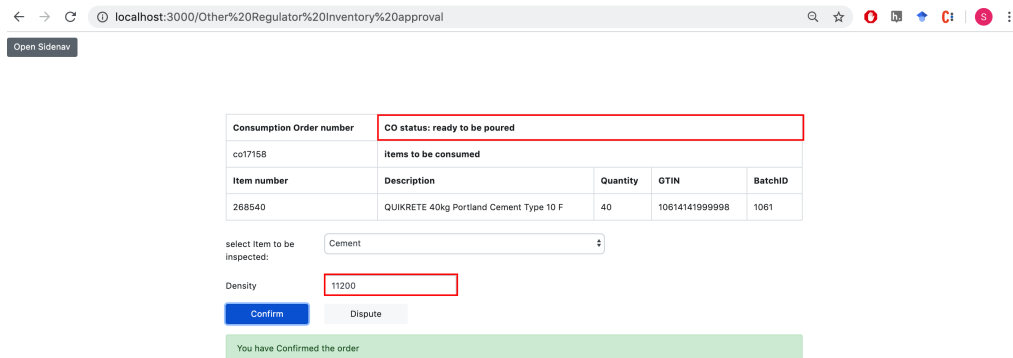 localhost:3000/Other%20Regulator%20Inventory%20approval
Open Sidenav
Consumption Order number CO status: ready to be poured
co17158 items to be consumed
Item number Description Quantity GTIN BatchID
268540 QUIKRETE 40kg Portland Cement Type 10 F 40 10614141999998 1061
select Item to be Cement
inspected:
Density 11200
Confirm Dispute
You have Confirmed the order